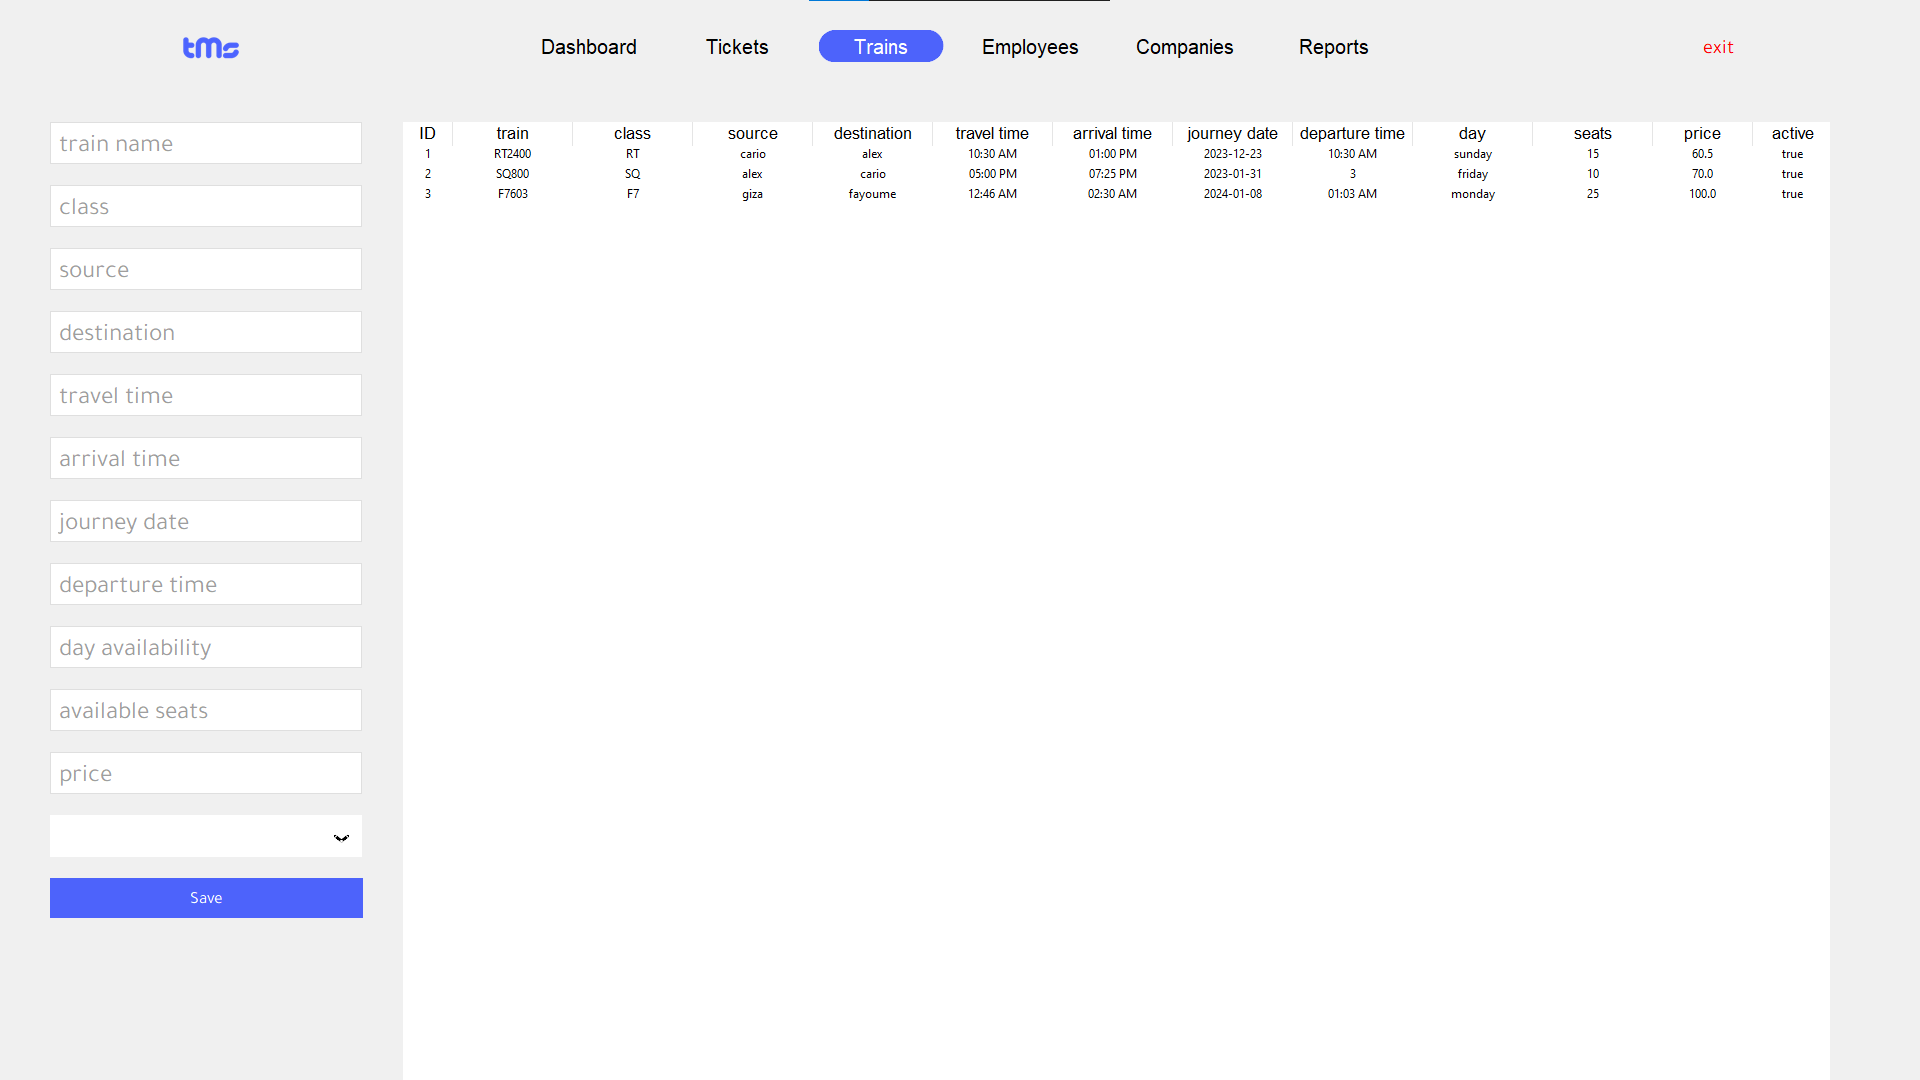 tms
Dashboard Tickets Trains Employees Companies Reports exit
train name
class
source
destination
travel time
arrival time
journey date
departure time
day availability
available seats
price
Save
ID train class source destination travel time arrival time journey date departure time day seats price active
1 RT2400 RT cario alex 10:30 AM 01:00 PM 2023-12-23 10:30 AM sunday 15 60.5 true
2 SQ800 SQ alex cario 05:00 PM 07:25 PM 2023-01-31 3 friday 10 70.0 true
3 F7603 F7 giza fayoume 12:46 AM 02:30 AM 2024-01-08 01:03 AM monday 25 100.0 true